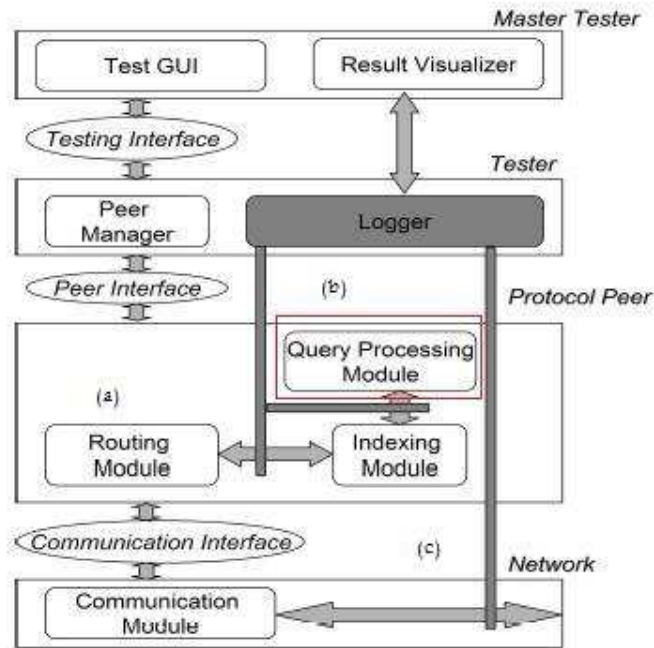 Master Tester
Test GUI
Result Visualizer
Testing Interface
Tester
Peer
Manager
Logger
Peer Interface
(b)
Protocol Peer
Query Processing
Module
(a)
Routing
Module
Indexing
Module
Communication Interface
(c)
Network
Communication
Module